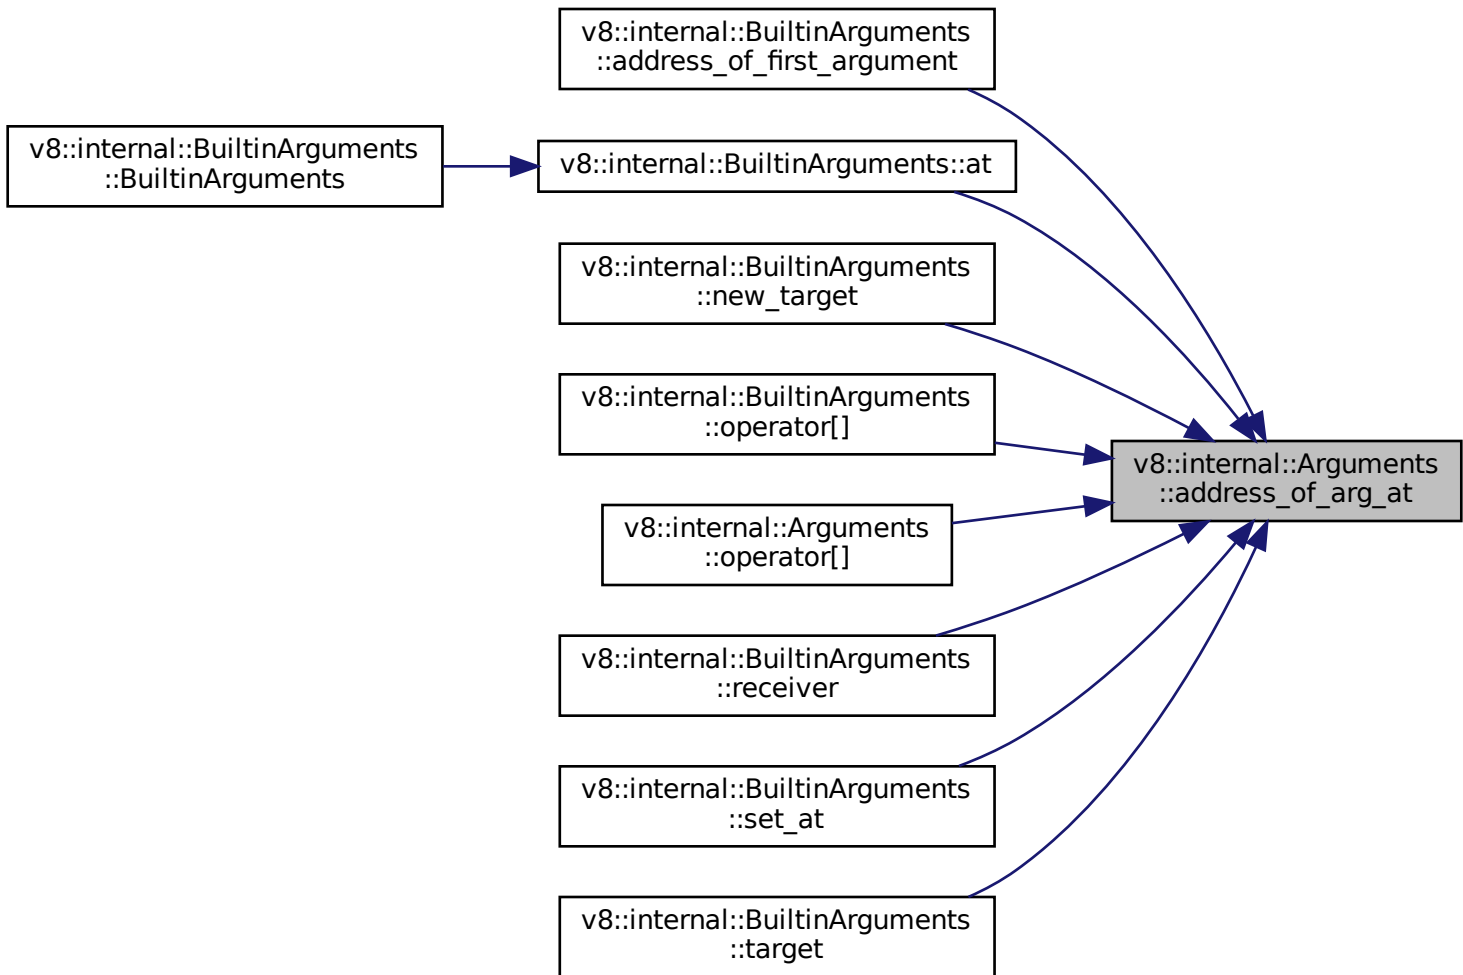 v8::internal::BuiltinArguments
::address_of_first_argument
v8::internal::BuiltinArguments
::BuiltinArguments
v8::internal::BuiltinArguments::at
v8::internal::BuiltinArguments
::new_target
v8::internal::BuiltinArguments
::operator[]
v8::internal::Arguments
::address_of_arg_at
v8::internal::Arguments
::operator[]
v8::internal::BuiltinArguments
::receiver
v8::internal::BuiltinArguments
::set_at
v8::internal::BuiltinArguments
::target